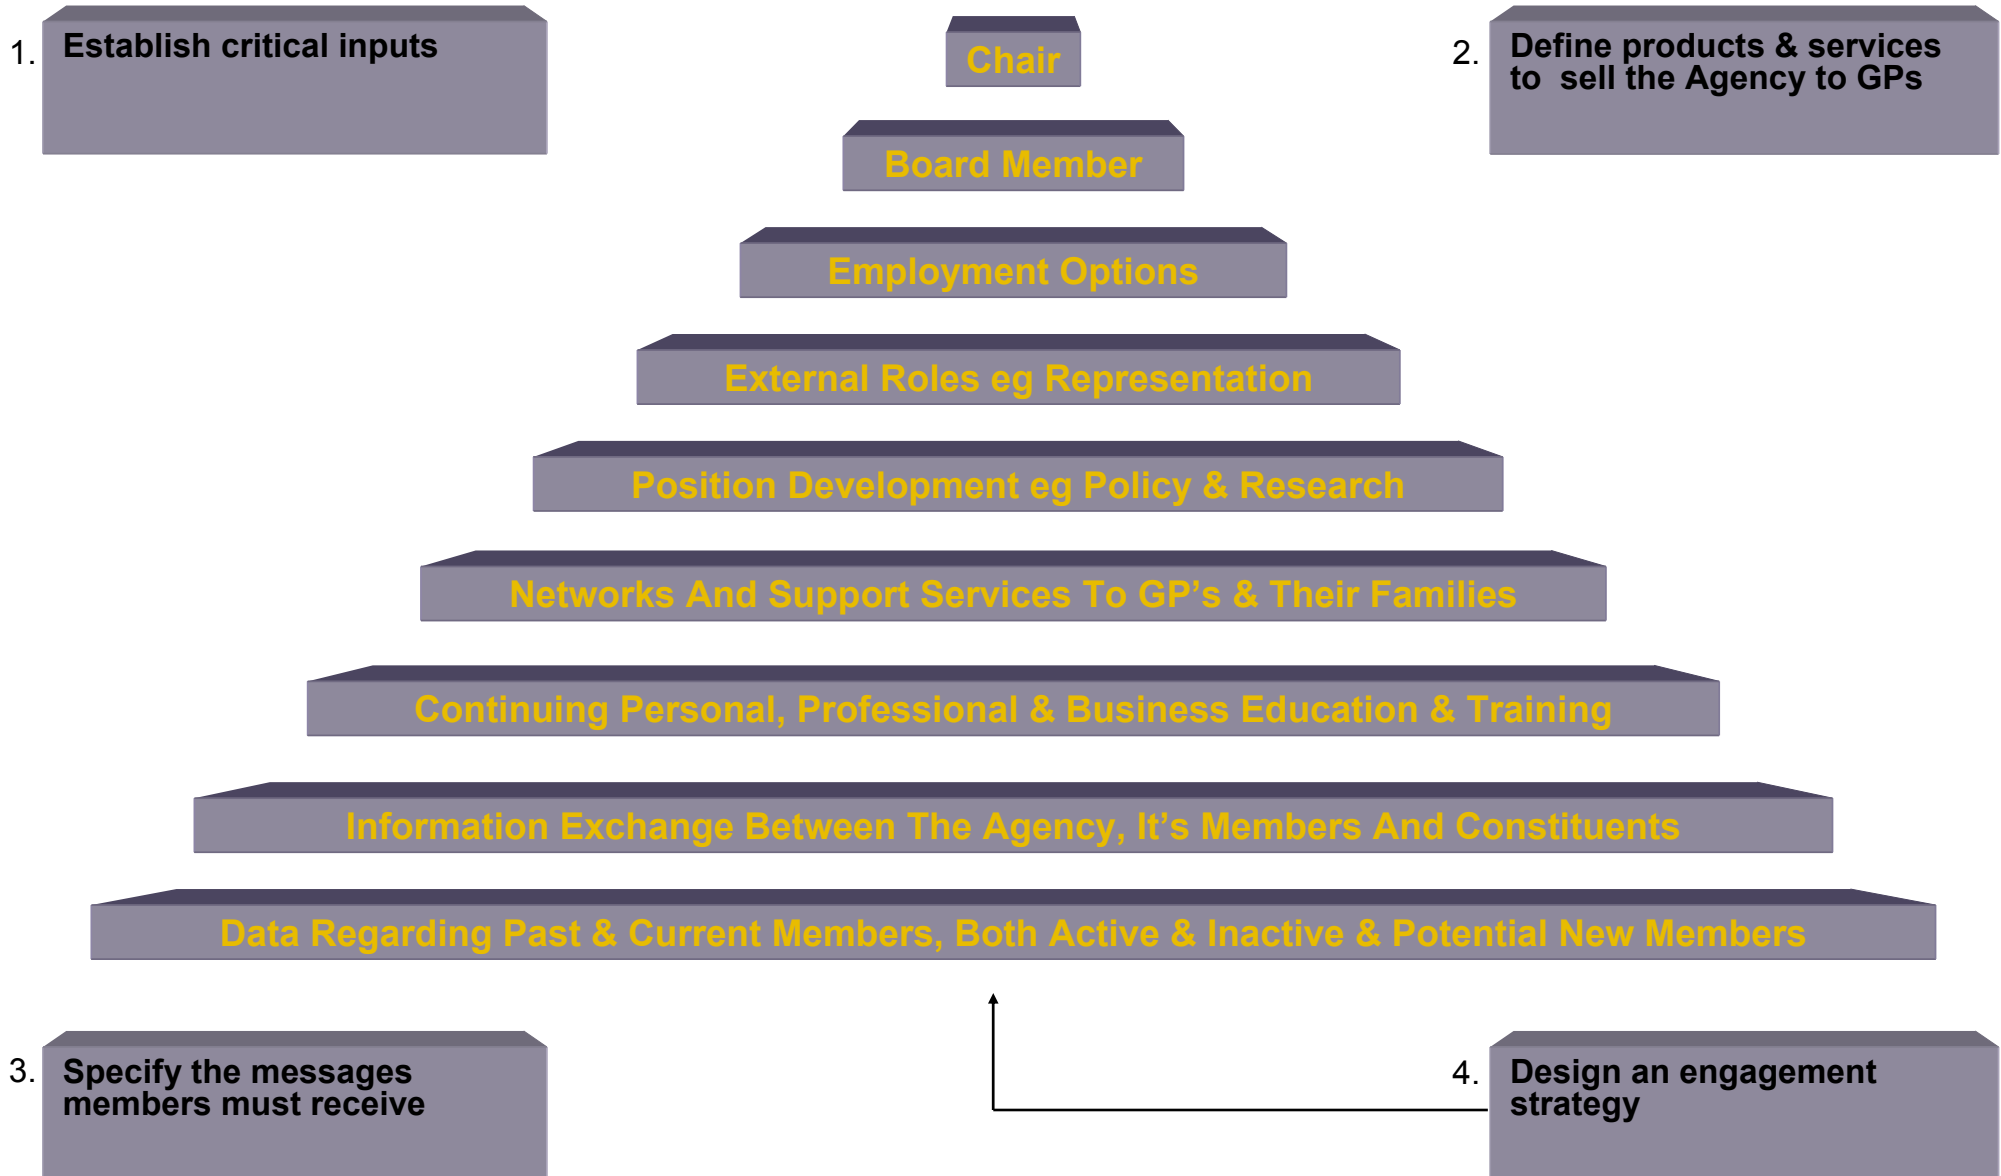 1. Establish critical inputs
Chair
2. Define products & services
to  sell the Agency to GPs
Board Member
Employment Options
External Roles eg Representation
Position Development eg Policy & Research
Networks And Support Services To GP’s & Their Families
Continuing Personal, Professional & Business Education & Training
Information Exchange Between The Agency, It’s Members And Constituents
Data Regarding Past & Current Members, Both Active & Inactive & Potential New Members
3. Specify the messages
members must receive
4. Design an engagement
strategy